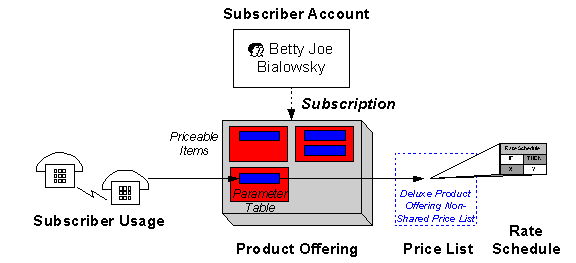 Subscriber Account
Betty Joe
Bialowsky
Subscription
Priceable
Items
Parameter
Table
Subscriber Usage
Product Offering
Deluxe Product
Offering Non-
Shared Price List
Price List
Rate Schedule
IF THEN
X Y
Rate
Schedule